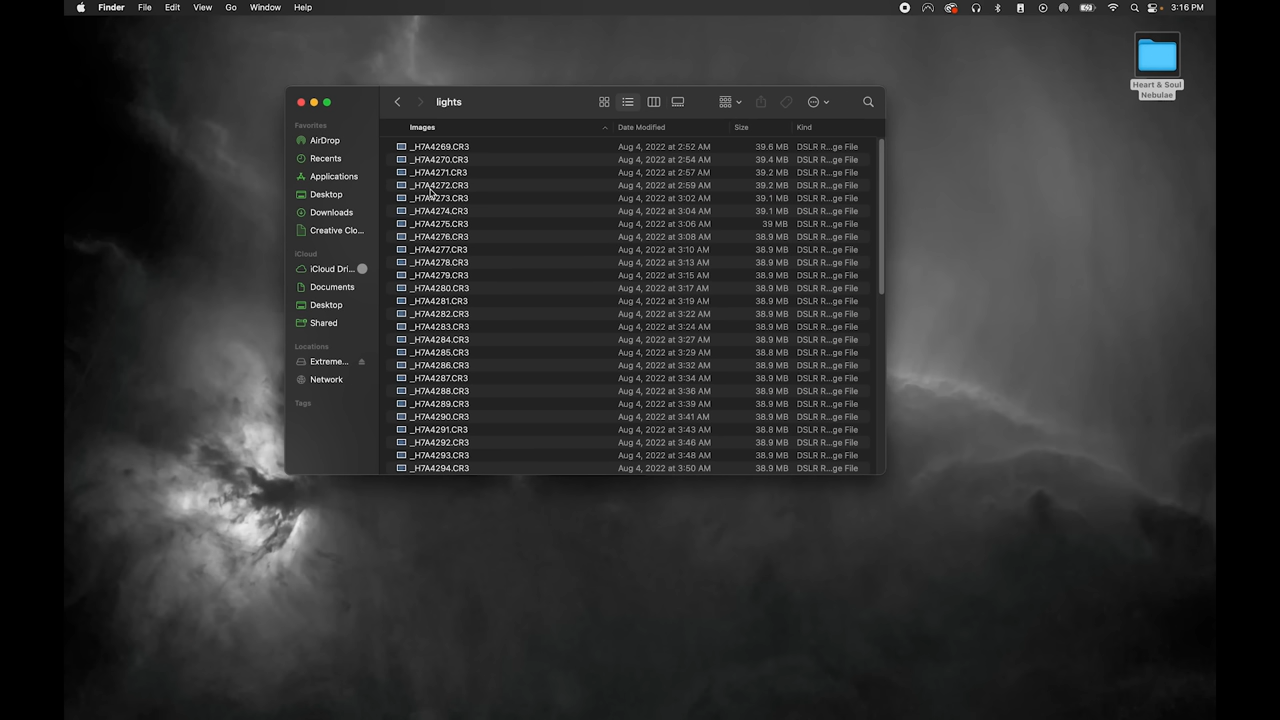 Finder File Edit View Go Window Help 3:16 PM
Heart & Soul
Nebulae
lights
Favorites
AirDrop
Recents
Applications
Desktop
Downloads
Creative Clo...
iCloud
iCloud Dri...
Documents
Desktop
Shared
Locations
Extreme...
Network
Tags
Images Date Modified Size Kind
_H7A4269.CR3 Aug 4, 2022 at 2:52 AM 39.6 MB DSLR R...ge File
_H7A4270.CR3 Aug 4, 2022 at 2:54 AM 39.4 MB DSLR R...ge File
_H7A4271.CR3 Aug 4, 2022 at 2:57 AM 39.2 MB DSLR R...ge File
_H7A4272.CR3 Aug 4, 2022 at 2:59 AM 39.2 MB DSLR R...ge File
_H7A4273.CR3 Aug 4, 2022 at 3:02 AM 39.1 MB DSLR R...ge File
_H7A4274.CR3 Aug 4, 2022 at 3:04 AM 39.1 MB DSLR R...ge File
_H7A4275.CR3 Aug 4, 2022 at 3:06 AM 39 MB DSLR R...ge File
_H7A4276.CR3 Aug 4, 2022 at 3:08 AM 38.9 MB DSLR R...ge File
_H7A4277.CR3 Aug 4, 2022 at 3:10 AM 38.9 MB DSLR R...ge File
_H7A4278.CR3 Aug 4, 2022 at 3:13 AM 38.9 MB DSLR R...ge File
_H7A4279.CR3 Aug 4, 2022 at 3:15 AM 38.9 MB DSLR R...ge File
_H7A4280.CR3 Aug 4, 2022 at 3:17 AM 38.9 MB DSLR R...ge File
_H7A4281.CR3 Aug 4, 2022 at 3:19 AM 38.9 MB DSLR R...ge File
_H7A4282.CR3 Aug 4, 2022 at 3:22 AM 38.9 MB DSLR R...ge File
_H7A4283.CR3 Aug 4, 2022 at 3:24 AM 38.9 MB DSLR R...ge File
_H7A4284.CR3 Aug 4, 2022 at 3:27 AM 38.9 MB DSLR R...ge File
_H7A4285.CR3 Aug 4, 2022 at 3:29 AM 38.8 MB DSLR R...ge File
_H7A4286.CR3 Aug 4, 2022 at 3:32 AM 38.9 MB DSLR R...ge File
_H7A4287.CR3 Aug 4, 2022 at 3:34 AM 38.9 MB DSLR R...ge File
_H7A4288.CR3 Aug 4, 2022 at 3:36 AM 38.9 MB DSLR R...ge File
_H7A4289.CR3 Aug 4, 2022 at 3:39 AM 38.9 MB DSLR R...ge File
_H7A4290.CR3 Aug 4, 2022 at 3:41 AM 38.9 MB DSLR R...ge File
_H7A4291.CR3 Aug 4, 2022 at 3:43 AM 38.8 MB DSLR R...ge File
_H7A4292.CR3 Aug 4, 2022 at 3:46 AM 38.9 MB DSLR R...ge File
_H7A4293.CR3 Aug 4, 2022 at 3:48 AM 38.9 MB DSLR R...ge File
_H7A4294.CR3 Aug 4, 2022 at 3:50 AM 38.9 MB DSLR R...ge File